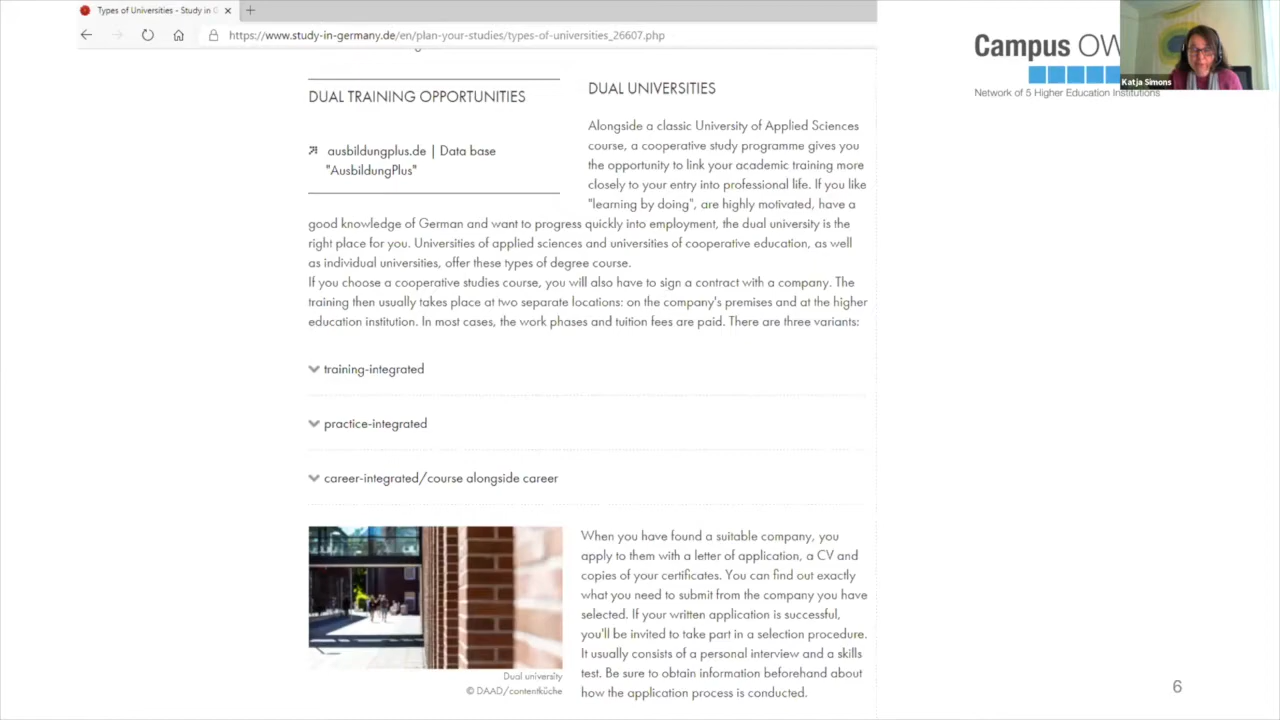 Types of Universities - Study in G
https://www.study-in-germany.de/en/plan-your-studies/types-of-universities_26607.php
Campus OW
Network of 5 Higher Education Institutions
Katja Simons
DUAL TRAINING OPPORTUNITIES
ausbildungplus.de | Data base
"AusbildungPlus"
DUAL UNIVERSITIES
Alongside a classic University of Applied Sciences
course, a cooperative study programme gives you
the opportunity to link your academic training more
closely to your entry into professional life. If you like
"learning by doing", are highly motivated, have a
good knowledge of German and want to progress quickly into employment, the dual university is the
right place for you. Universities of applied sciences and universities of cooperative education, as well
as individual universities, offer these types of degree course.
If you choose a cooperative studies course, you will also have to sign a contract with a company. The
training then usually takes place at two separate locations: on the company's premises and at the higher
education institution. In most cases, the work phases and tuition fees are paid. There are three variants:
training-integrated
practice-integrated
career-integrated/course alongside career
When you have found a suitable company, you
apply to them with a letter of application, a CV and
copies of your certificates. You can find out exactly
what you need to submit from the company you have
selected. If your written application is successful,
you'll be invited to take part in a selection procedure.
It usually consists of a personal interview and a skills
test. Be sure to obtain information beforehand about
how the application process is conducted.
Dual university
© DAAD/contentküche
6